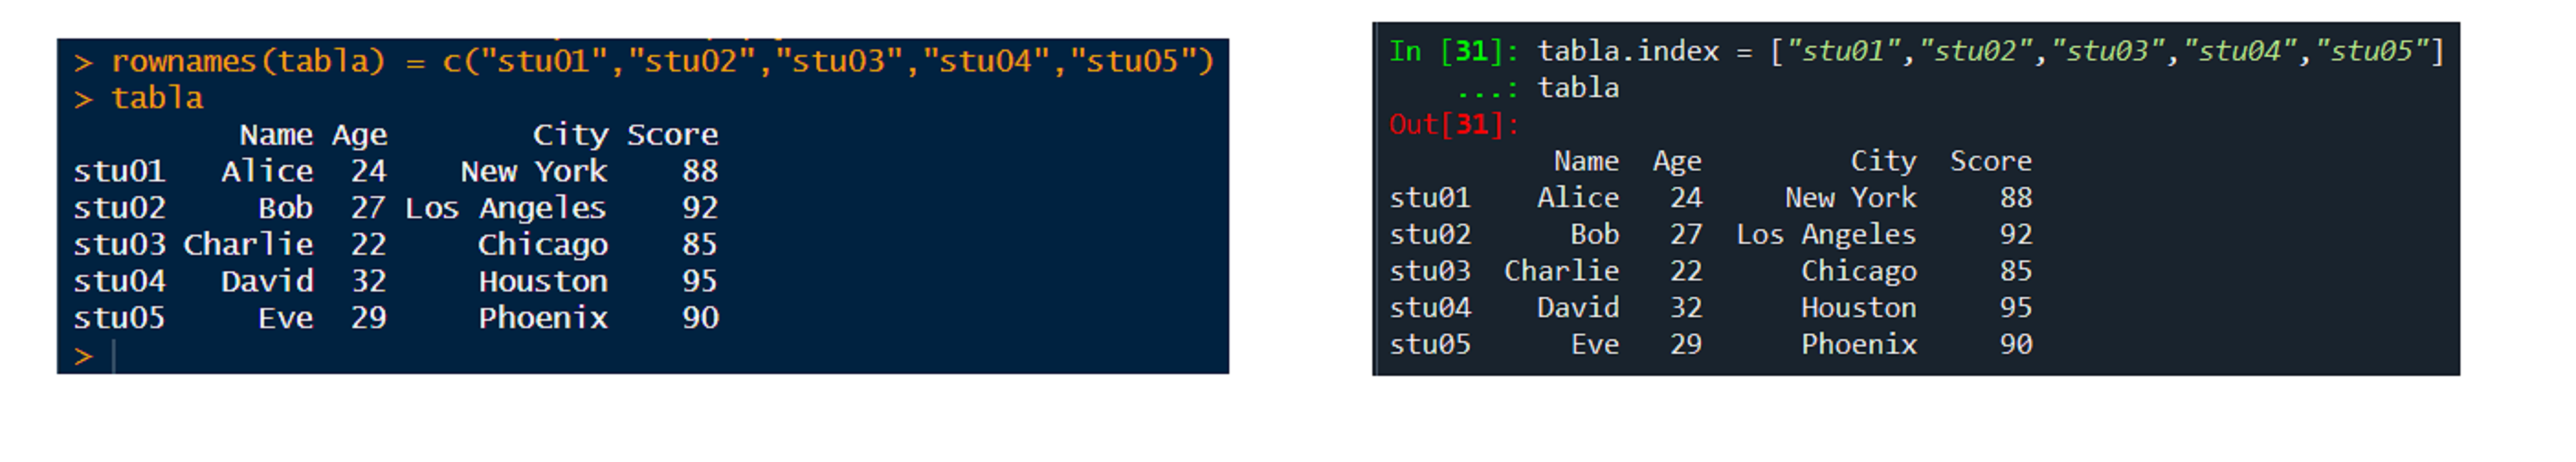 > rownames(tabla) = c("stu01","stu02","stu03","stu04","stu05")
> tabla
Name Age City Score
stu01 Alice 24 New York 88
stu02 Bob 27 Los Angeles 92
stu03 Charlie 22 Chicago 85
stu04 David 32 Houston 95
stu05 Eve 29 Phoenix 90
>
In [31]: tabla.index = ["stu01","stu02","stu03","stu04","stu05"]
...: tabla
Out[31]:
Name Age City Score
stu01 Alice 24 New York 88
stu02 Bob 27 Los Angeles 92
stu03 Charlie 22 Chicago 85
stu04 David 32 Houston 95
stu05 Eve 29 Phoenix 90